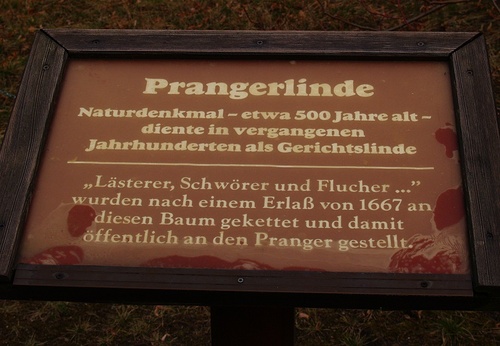 Prangerlinde
Naturdenkmal – etwa 500 Jahre alt –
diente in vergangenen
Jahrhunderten als Gerichtslinde
„Lästerer, Schwörer und Flucher ...”
wurden nach einem Erlaß von 1667 an
diesen Baum gekettet und damit
öffentlich an den Pranger gestellt.